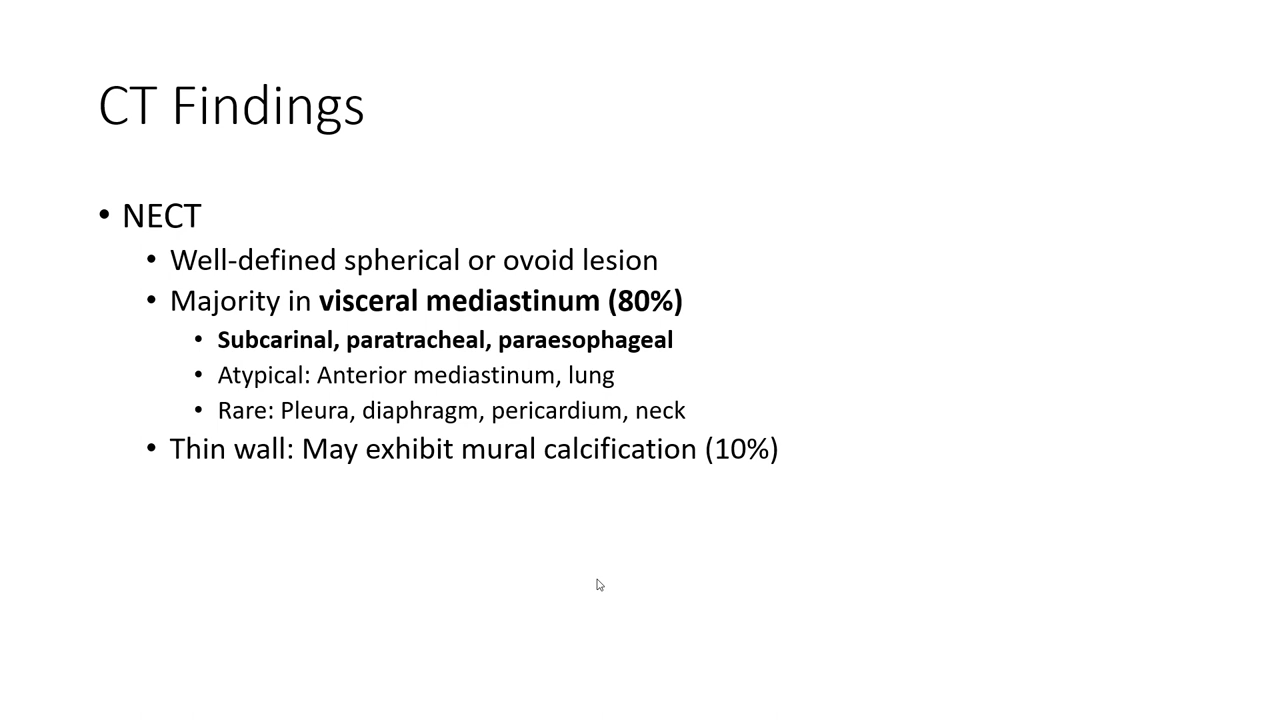 CT Findings
• NECT
• Well-defined spherical or ovoid lesion
• Majority in visceral mediastinum (80%)
• Subcarinal, paratracheal, paraesophageal
• Atypical: Anterior mediastinum, lung
• Rare: Pleura, diaphragm, pericardium, neck
• Thin wall: May exhibit mural calcification (10%)